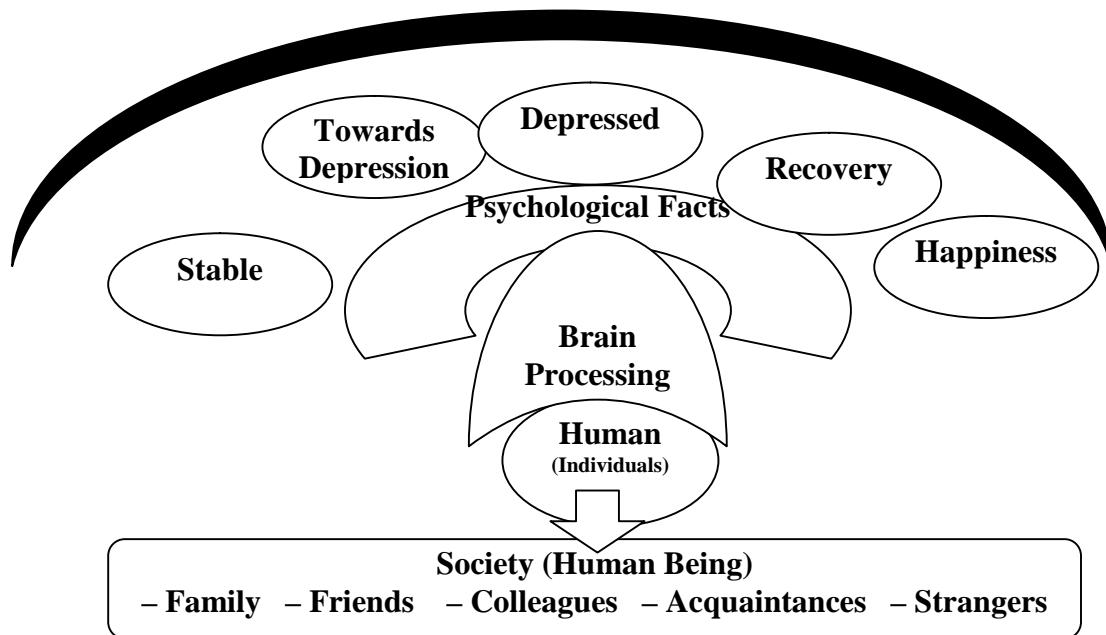 Towards
Depression
Depressed
Recovery
Psychological Facts
Stable
Happiness
Brain
Processing
Human
(Individuals)
Society (Human Being)
– Family – Friends – Colleagues – Acquaintances – Strangers